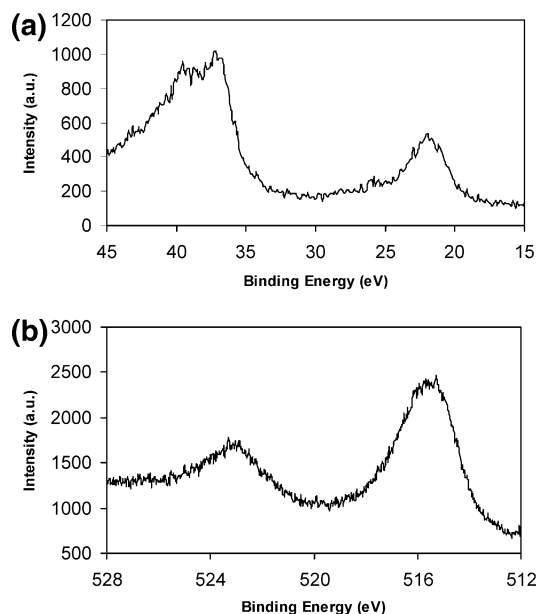 (a)
1200
1000
800
600
400
200
0
Intensity (a.u.)
45 40 35 30 25 20 15
Binding Energy (eV)
(b)
3000
2500
2000
1500
1000
500
Intensity (a.u.)
528 524 520 516 512
Binding Energy (eV)